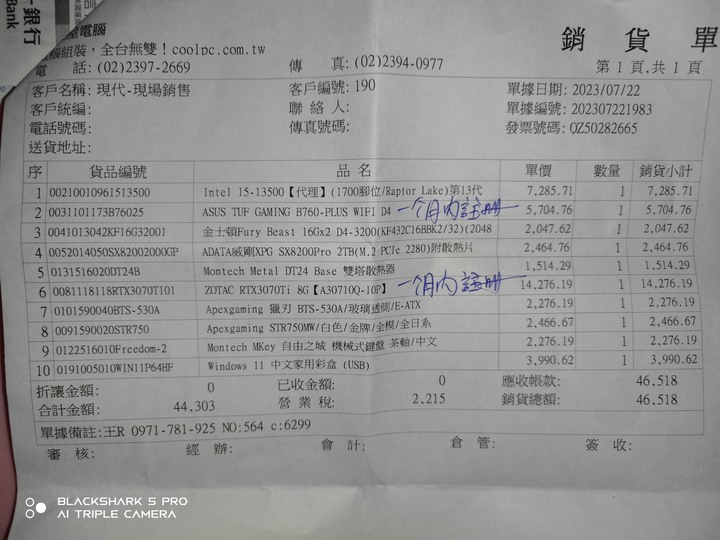 銀行
Bank
電腦
腦組裝，全台無雙！coolpc.com.tw
銷 貨 單
電 話: (02)2397-2669 傳 真: (02)2394-0977 第 1 頁,共 1 頁
客戶名稱: 現代-現場銷售 客戶編號: 190 單據日期: 2023/07/22
客戶統編: 聯 絡 人: 單據編號: 202307221983
電話號碼: 傳真號碼: 發票號碼: QZ50282665
送貨地址:
序 貨品編號 品 名 單價 數量 銷貨小計
1 00210010961513500 Intel I5-13500【代理】(1700腳位/Raptor Lake)第13代 7,285.71 1 7,285.71
2 0031101173B76025 ASUS TUF GAMING B760-PLUS WIFI D4 一個月內註冊 5,704.76 1 5,704.76
3 0041013042KF16G32001 金士頓Fury Beast 16Gx2 D4-3200(KF432C16BBK2/32)(2048 2,047.62 1 2,047.62
4 0052014050SX82002000GP ADATA威剛XPG SX8200Pro 2TB(M.2 PCIe 2280)附散熱片 2,464.76 1 2,464.76
5 0131516020DT24B Montech Metal DT24 Base 雙塔散熱器 1,514.29 1 1,514.29
6 0081118118RTX3070T101 ZOTAC RTX3070Ti 8G【A30710Q-10P】 一個月內註冊 14,276.19 1 14,276.19
7 0101590040BTS-530A Apexgaming 獵刃 BTS-530A/玻璃透側/E-ATX 2,276.19 1 2,276.19
8 0091590020STR750 Apexgaming STR750MW/白色/金牌/全模/全日系 2,466.67 1 2,466.67
9 0122516010Freedom-2 Montech MKey 自由之城 機械式鍵盤 茶軸/中文 2,276.19 1 2,276.19
10 0191005010WIN11P64HF Windows 11 中文家用彩盒 (USB) 3,990.62 1 3,990.62
折讓金額: 0 已收金額: 0 應收帳款: 46,518
合計金額: 44,303 營 業 稅: 2,215 銷貨總額: 46,518
單據備註:王R 0971-781-925 NO:564 c:6299
審 核: 經 辦: 會 計: 倉 管: 簽 收:
BLACKSHARK 5 PRO
AI TRIPLE CAMERA